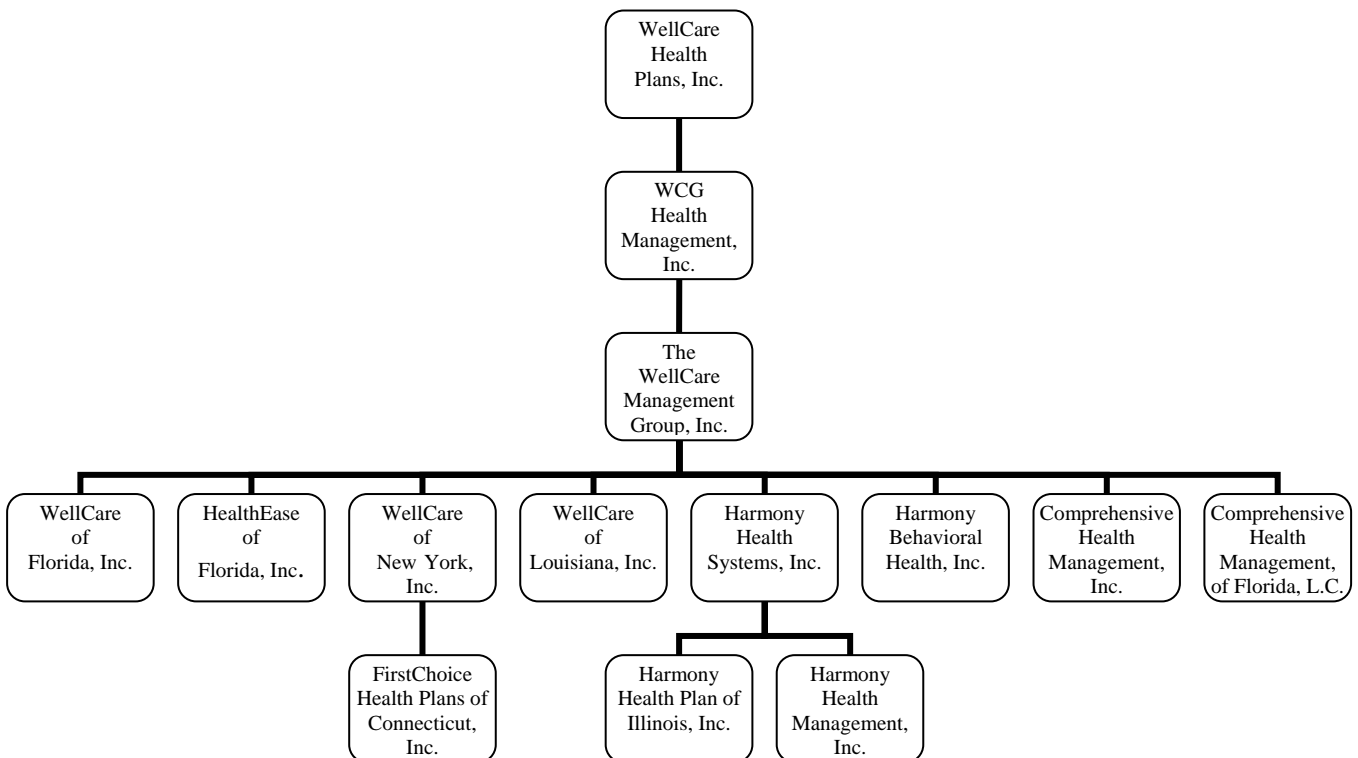 WellCare
Health
Plans, Inc.
WCG
Health
Management,
Inc.
The
WellCare
Management
Group, Inc.
WellCare
of
Florida, Inc.
HealthEase
of
Florida, Inc.
WellCare
of
New York,
Inc.
WellCare
of
Louisiana, Inc.
Harmony
Health
Systems, Inc.
Harmony
Behavioral
Health, Inc.
Comprehensive
Health
Management,
Inc.
Comprehensive
Health
Management,
of Florida, L.C.
FirstChoice
Health Plans of
Connecticut,
Inc.
Harmony
Health Plan of
Illinois, Inc.
Harmony
Health
Management,
Inc.